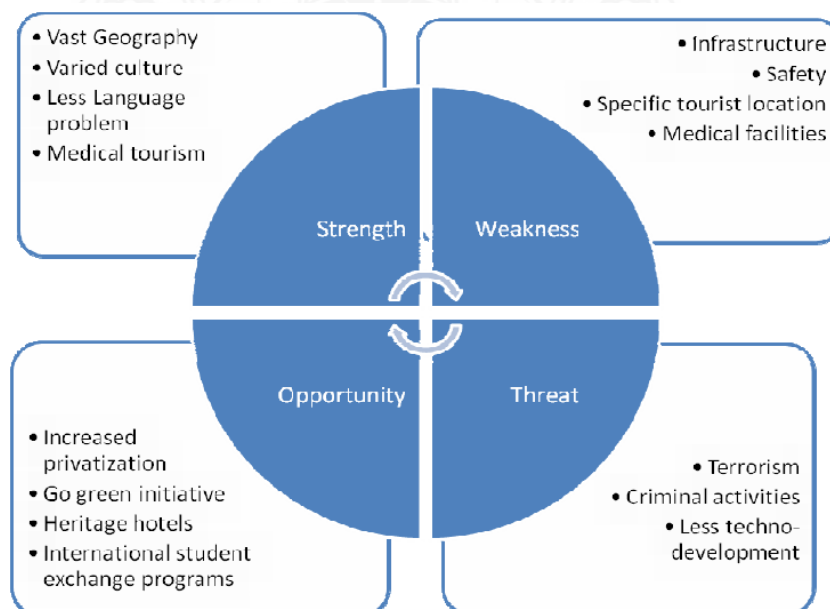 • Vast Geography
• Varied culture
• Less Language
problem
• Medical tourism
• Infrastructure
• Safety
• Specific tourist location
• Medical facilities
Strength
Weakness
Opportunity
Threat
• Increased
privatization
• Go green initiative
• Heritage hotels
• International student
exchange programs
• Terrorism
• Criminal activities
• Less techno-
development